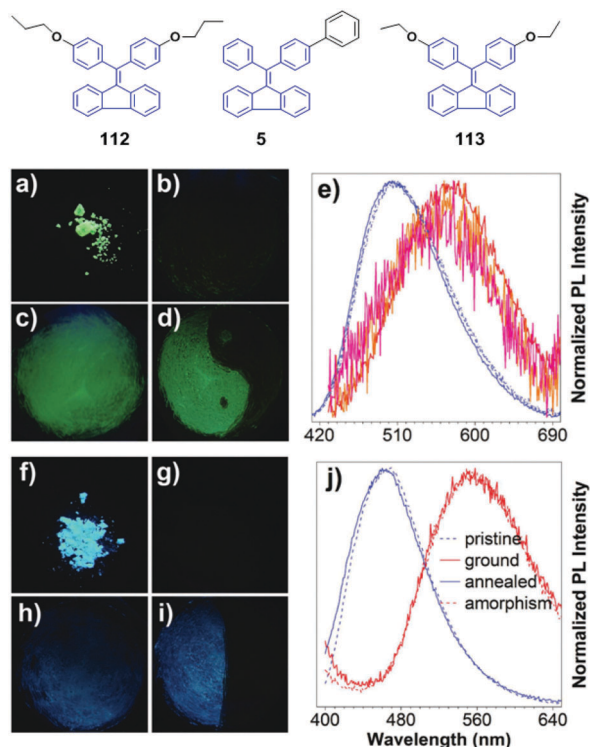 O O O O
112 5 113
a) b) e)
c) d)
420 510 600 690
Normalized PL Intensity
f) g) j)
pristine
ground
annealed
amorphism
h) i)
400 480 560 640
Wavelength (nm)
Normalized PL Intensity